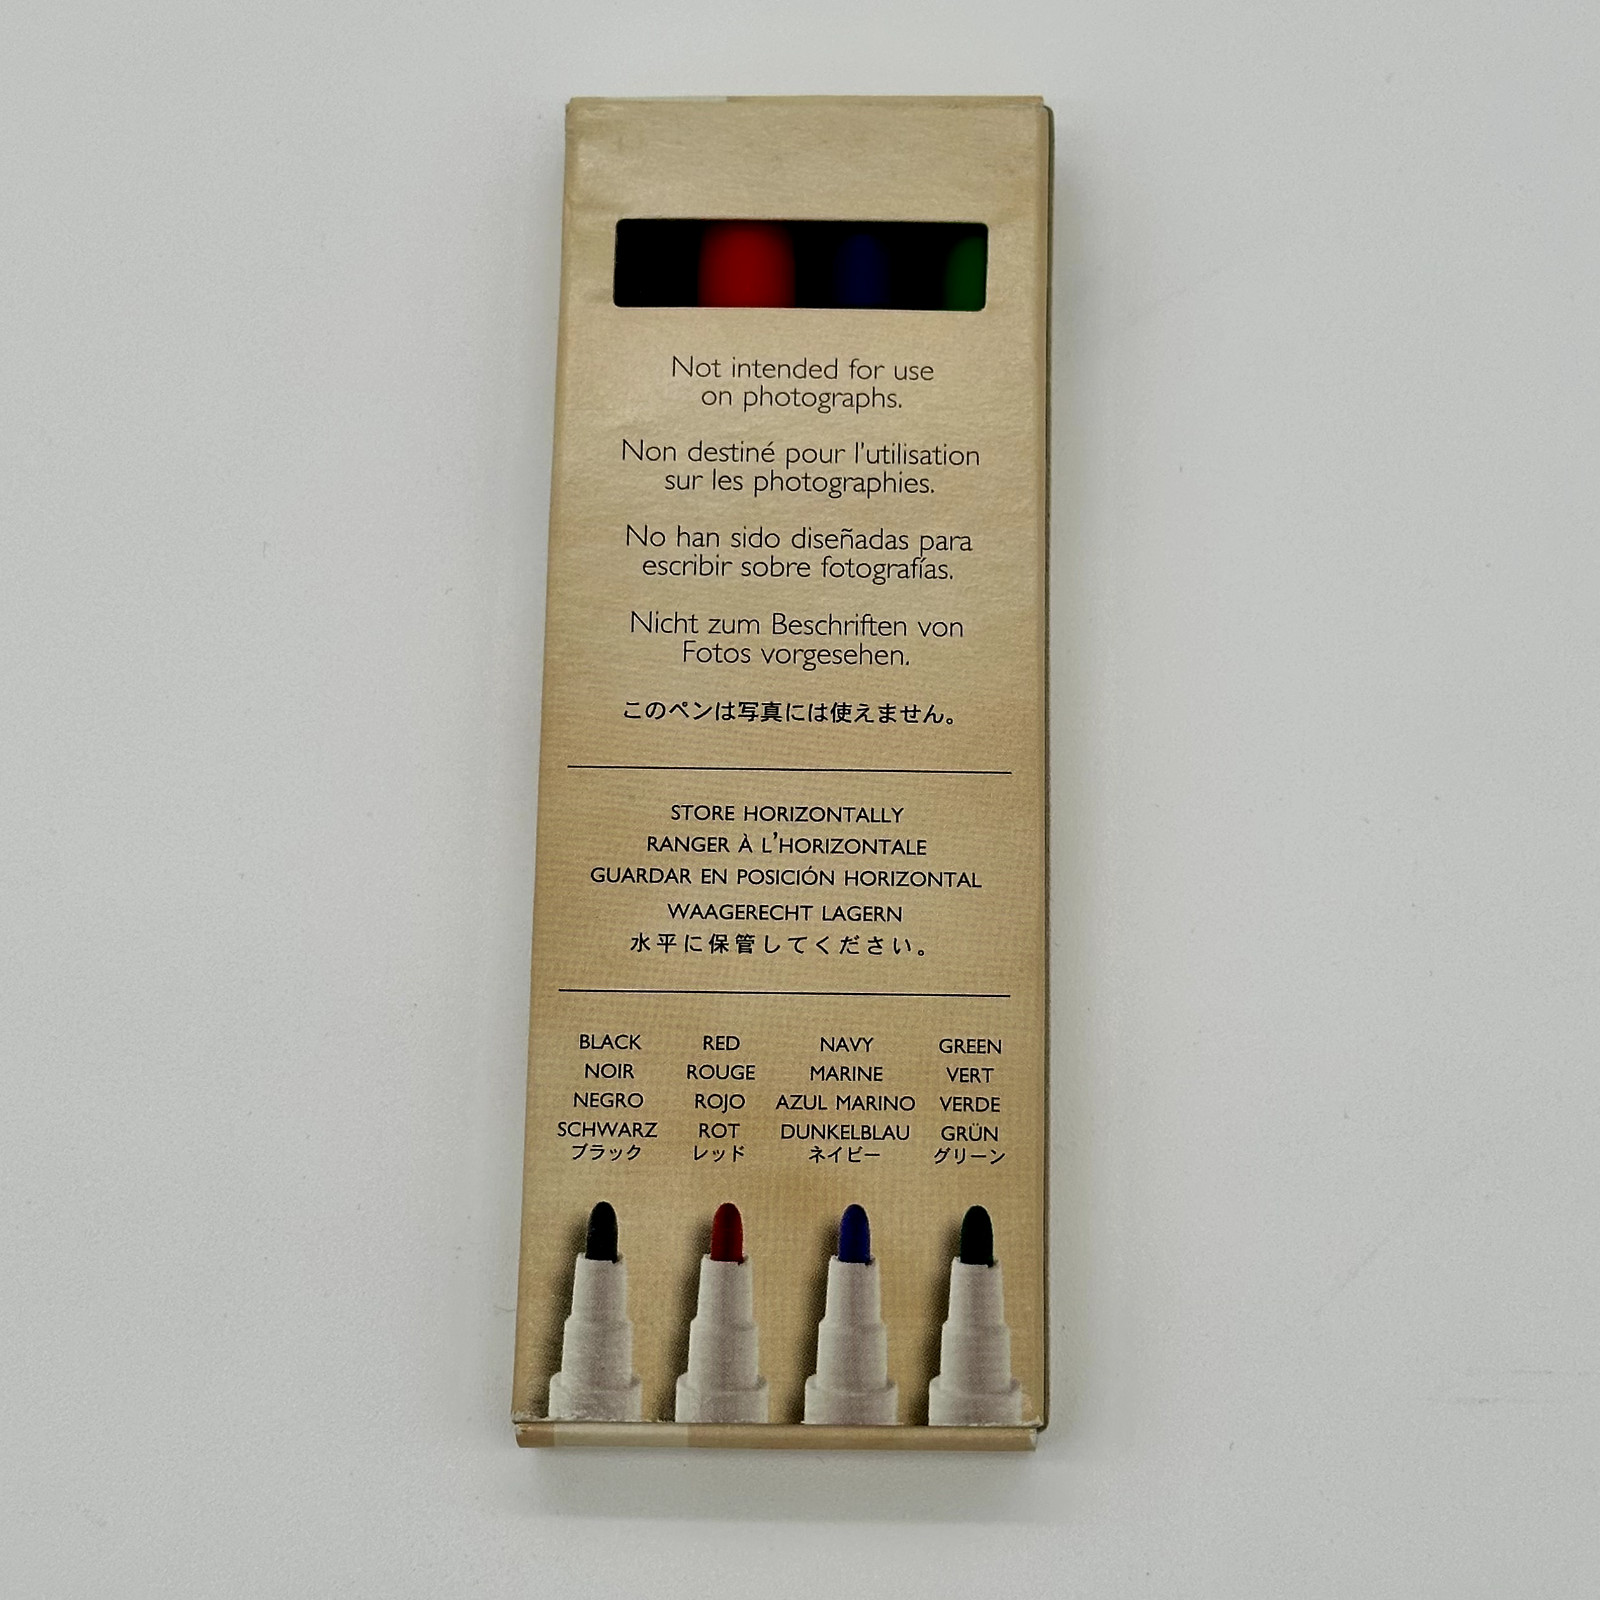 Not intended for use
on photographs.
Non destiné pour l'utilisation
sur les photographies.
No han sido diseñadas para
escribir sobre fotografías.
Nicht zum Beschriften von
Fotos vorgesehen.
このペンは写真には使えません。
STORE HORIZONTALLY
RANGER À L'HORIZONTALE
GUARDAR EN POSICIÓN HORIZONTAL
WAAGERECHT LAGERN
水平に保管してください。
BLACK RED NAVY GREEN
NOIR ROUGE MARINE VERT
NEGRO ROJO AZUL MARINO VERDE
SCHWARZ ROT DUNKELBLAU GRÜN
ブラック レッド ネイビー グリーン